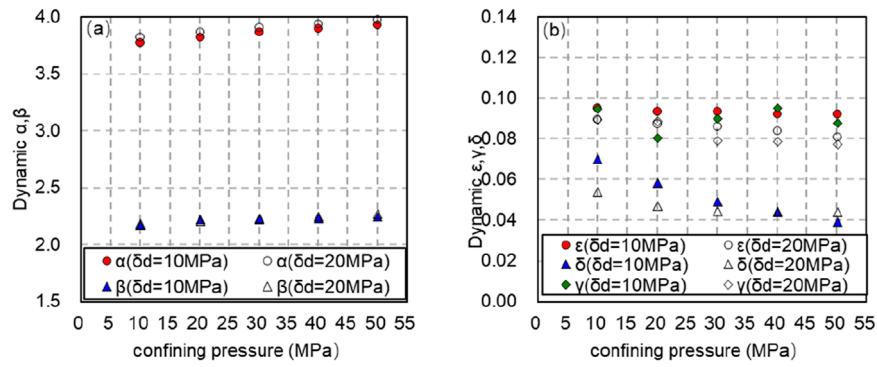 (a)
4.0
3.5
3.0
2.5
2.0
1.5
Dynamic α,β
α(δd=10MPa) α(δd=20MPa)
β(δd=10MPa) β(δd=20MPa)
0 5 10 15 20 25 30 35 40 45 50 55
confining pressure (MPa)
(b)
0.14
0.12
0.10
0.08
0.06
0.04
0.02
0.00
Dynamic ε,γ,δ
ε(δd=10MPa) ε(δd=20MPa)
δ(δd=10MPa) δ(δd=20MPa)
γ(δd=10MPa) γ(δd=20MPa)
0 5 10 15 20 25 30 35 40 45 50 55
confining pressure (MPa)